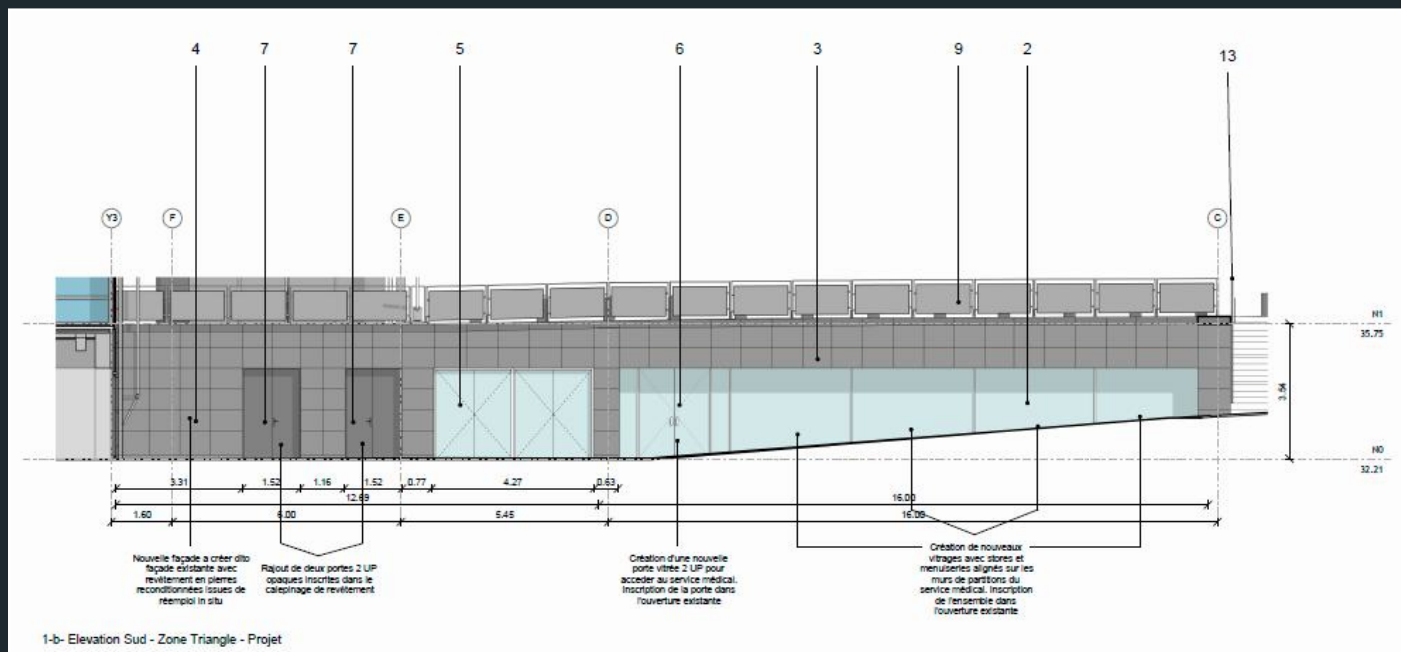 4 7 7 5 6 3 9 2 13
Y3 F E D C
N1
35.75
3.54
N0
32.21
3.31 1.52 1.16 1.52 0.77 4.27 0.63
12.69 16.00
1.60 6.00 5.45 16.09
Nouvelle façade a créer dito
façade existante avec
revêtement en pierres
reconditionnées issues de
réemploi in situ
Rajout de deux portes 2 UP
opaques inscrites dans le
calepinage de revêtement
Création d'une nouvelle
porte vitrée 2 UP pour
acceder au service médical.
Inscription de la porte dans
l'ouverture existante
Création de nouveaux
vitrages avec stores et
menuiseries alignés sur les
murs de partitions du
service médical. Inscription
de l'ensemble dans
l'ouverture existante
1-b- Elevation Sud - Zone Triangle - Projet